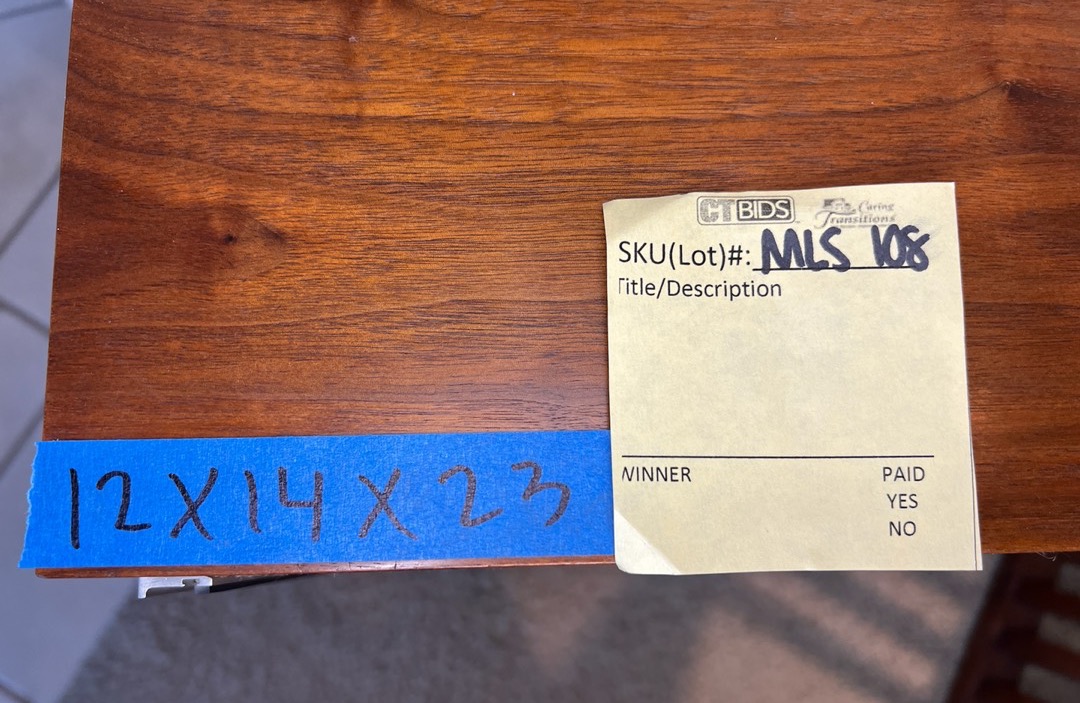 CTBIDS
Caring
Transitions
SKU(Lot)#: MLS 108
Title/Description
WINNER PAID
YES
NO
12 X 14 X 23